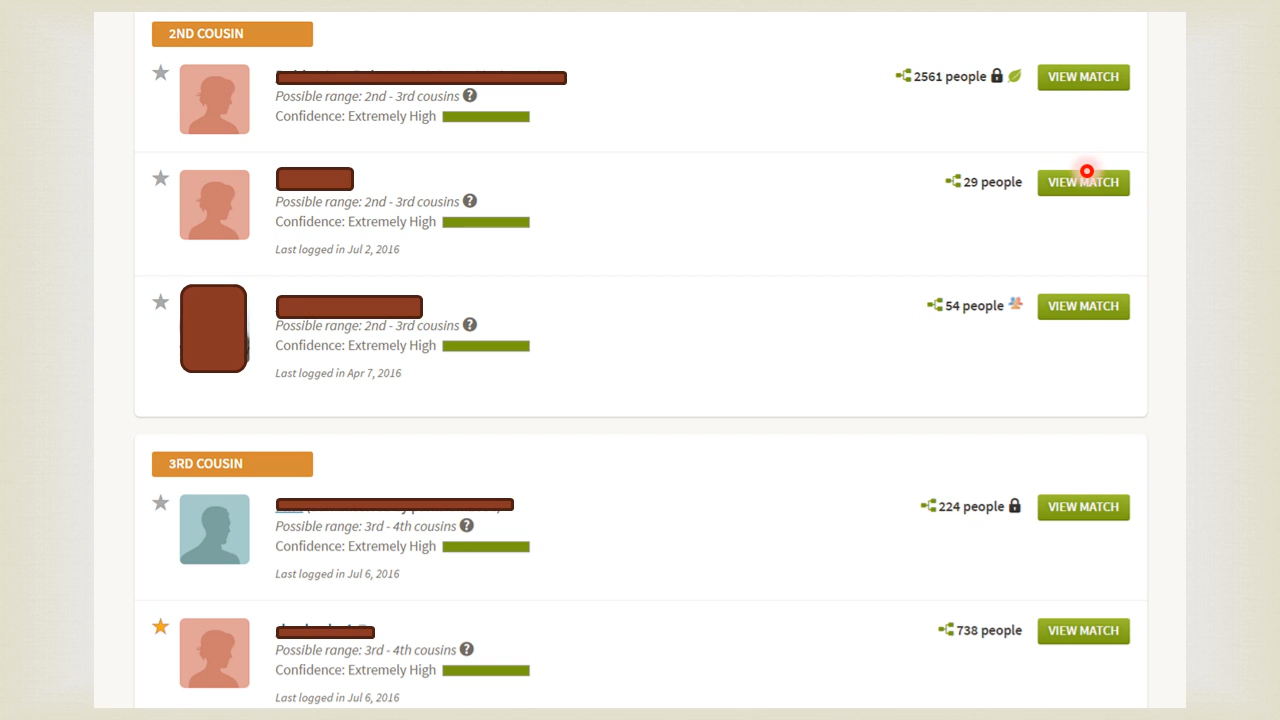 2ND COUSIN
2561 people VIEW MATCH
Possible range: 2nd - 3rd cousins ?
Confidence: Extremely High
29 people VIEW MATCH
Possible range: 2nd - 3rd cousins ?
Confidence: Extremely High
Last logged in Jul 2, 2016
54 people VIEW MATCH
Possible range: 2nd - 3rd cousins ?
Confidence: Extremely High
Last logged in Apr 7, 2016
3RD COUSIN
224 people VIEW MATCH
Possible range: 3rd - 4th cousins ?
Confidence: Extremely High
Last logged in Jul 6, 2016
738 people VIEW MATCH
Possible range: 3rd - 4th cousins ?
Confidence: Extremely High
Last logged in Jul 6, 2016